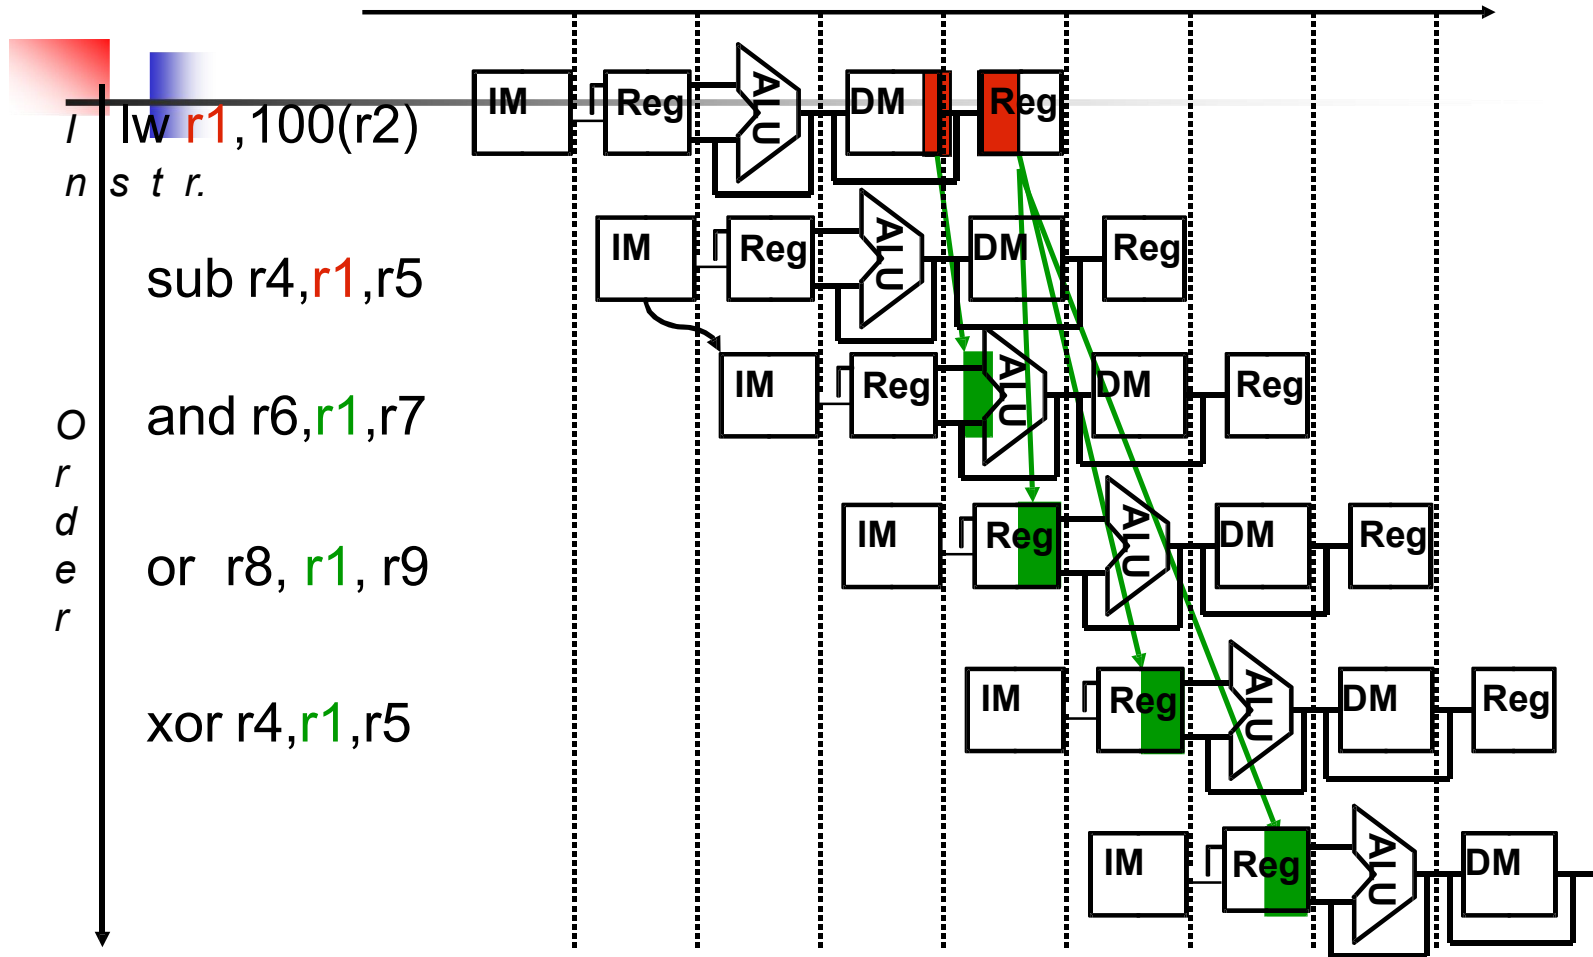 IM Reg ALU DM Reg
I lw r1,100(r2)
n s t r.
IM Reg ALU DM Reg
sub r4,r1,r5
IM Reg ALU DM Reg
and r6,r1,r7
O
r
d
e
r
IM Reg ALU DM Reg
or r8, r1, r9
IM Reg ALU DM Reg
xor r4,r1,r5
IM Reg ALU DM